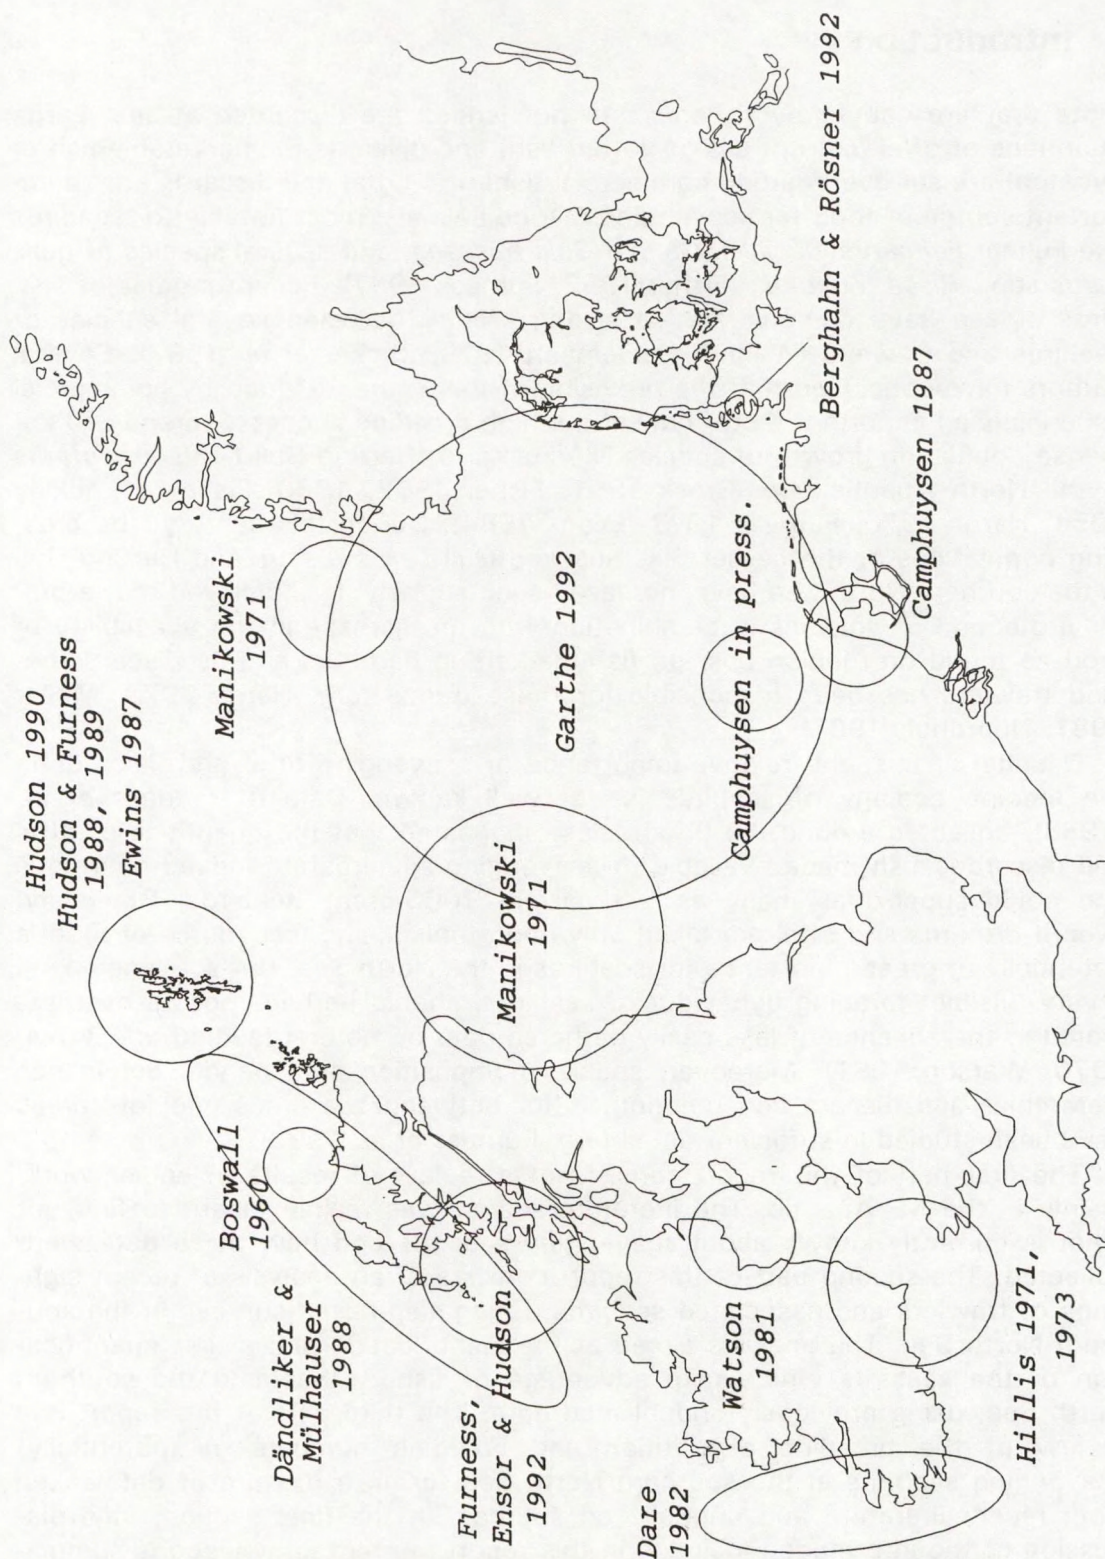 Hudson 1990
Hudson & Furness
1988, 1989
Ewins 1987
Boswall
1960
Dändliker &
Mülhauser
1988
Furness,
Ensor & Hudson
1992
Manikowski
1971
Manikowski
1971
Garthe 1992
Camphuysen in press.
Berghahn & Rösner 1992
Camphuysen 1987
Watson
1981
Dare
1982
Hillis 1971,
1973